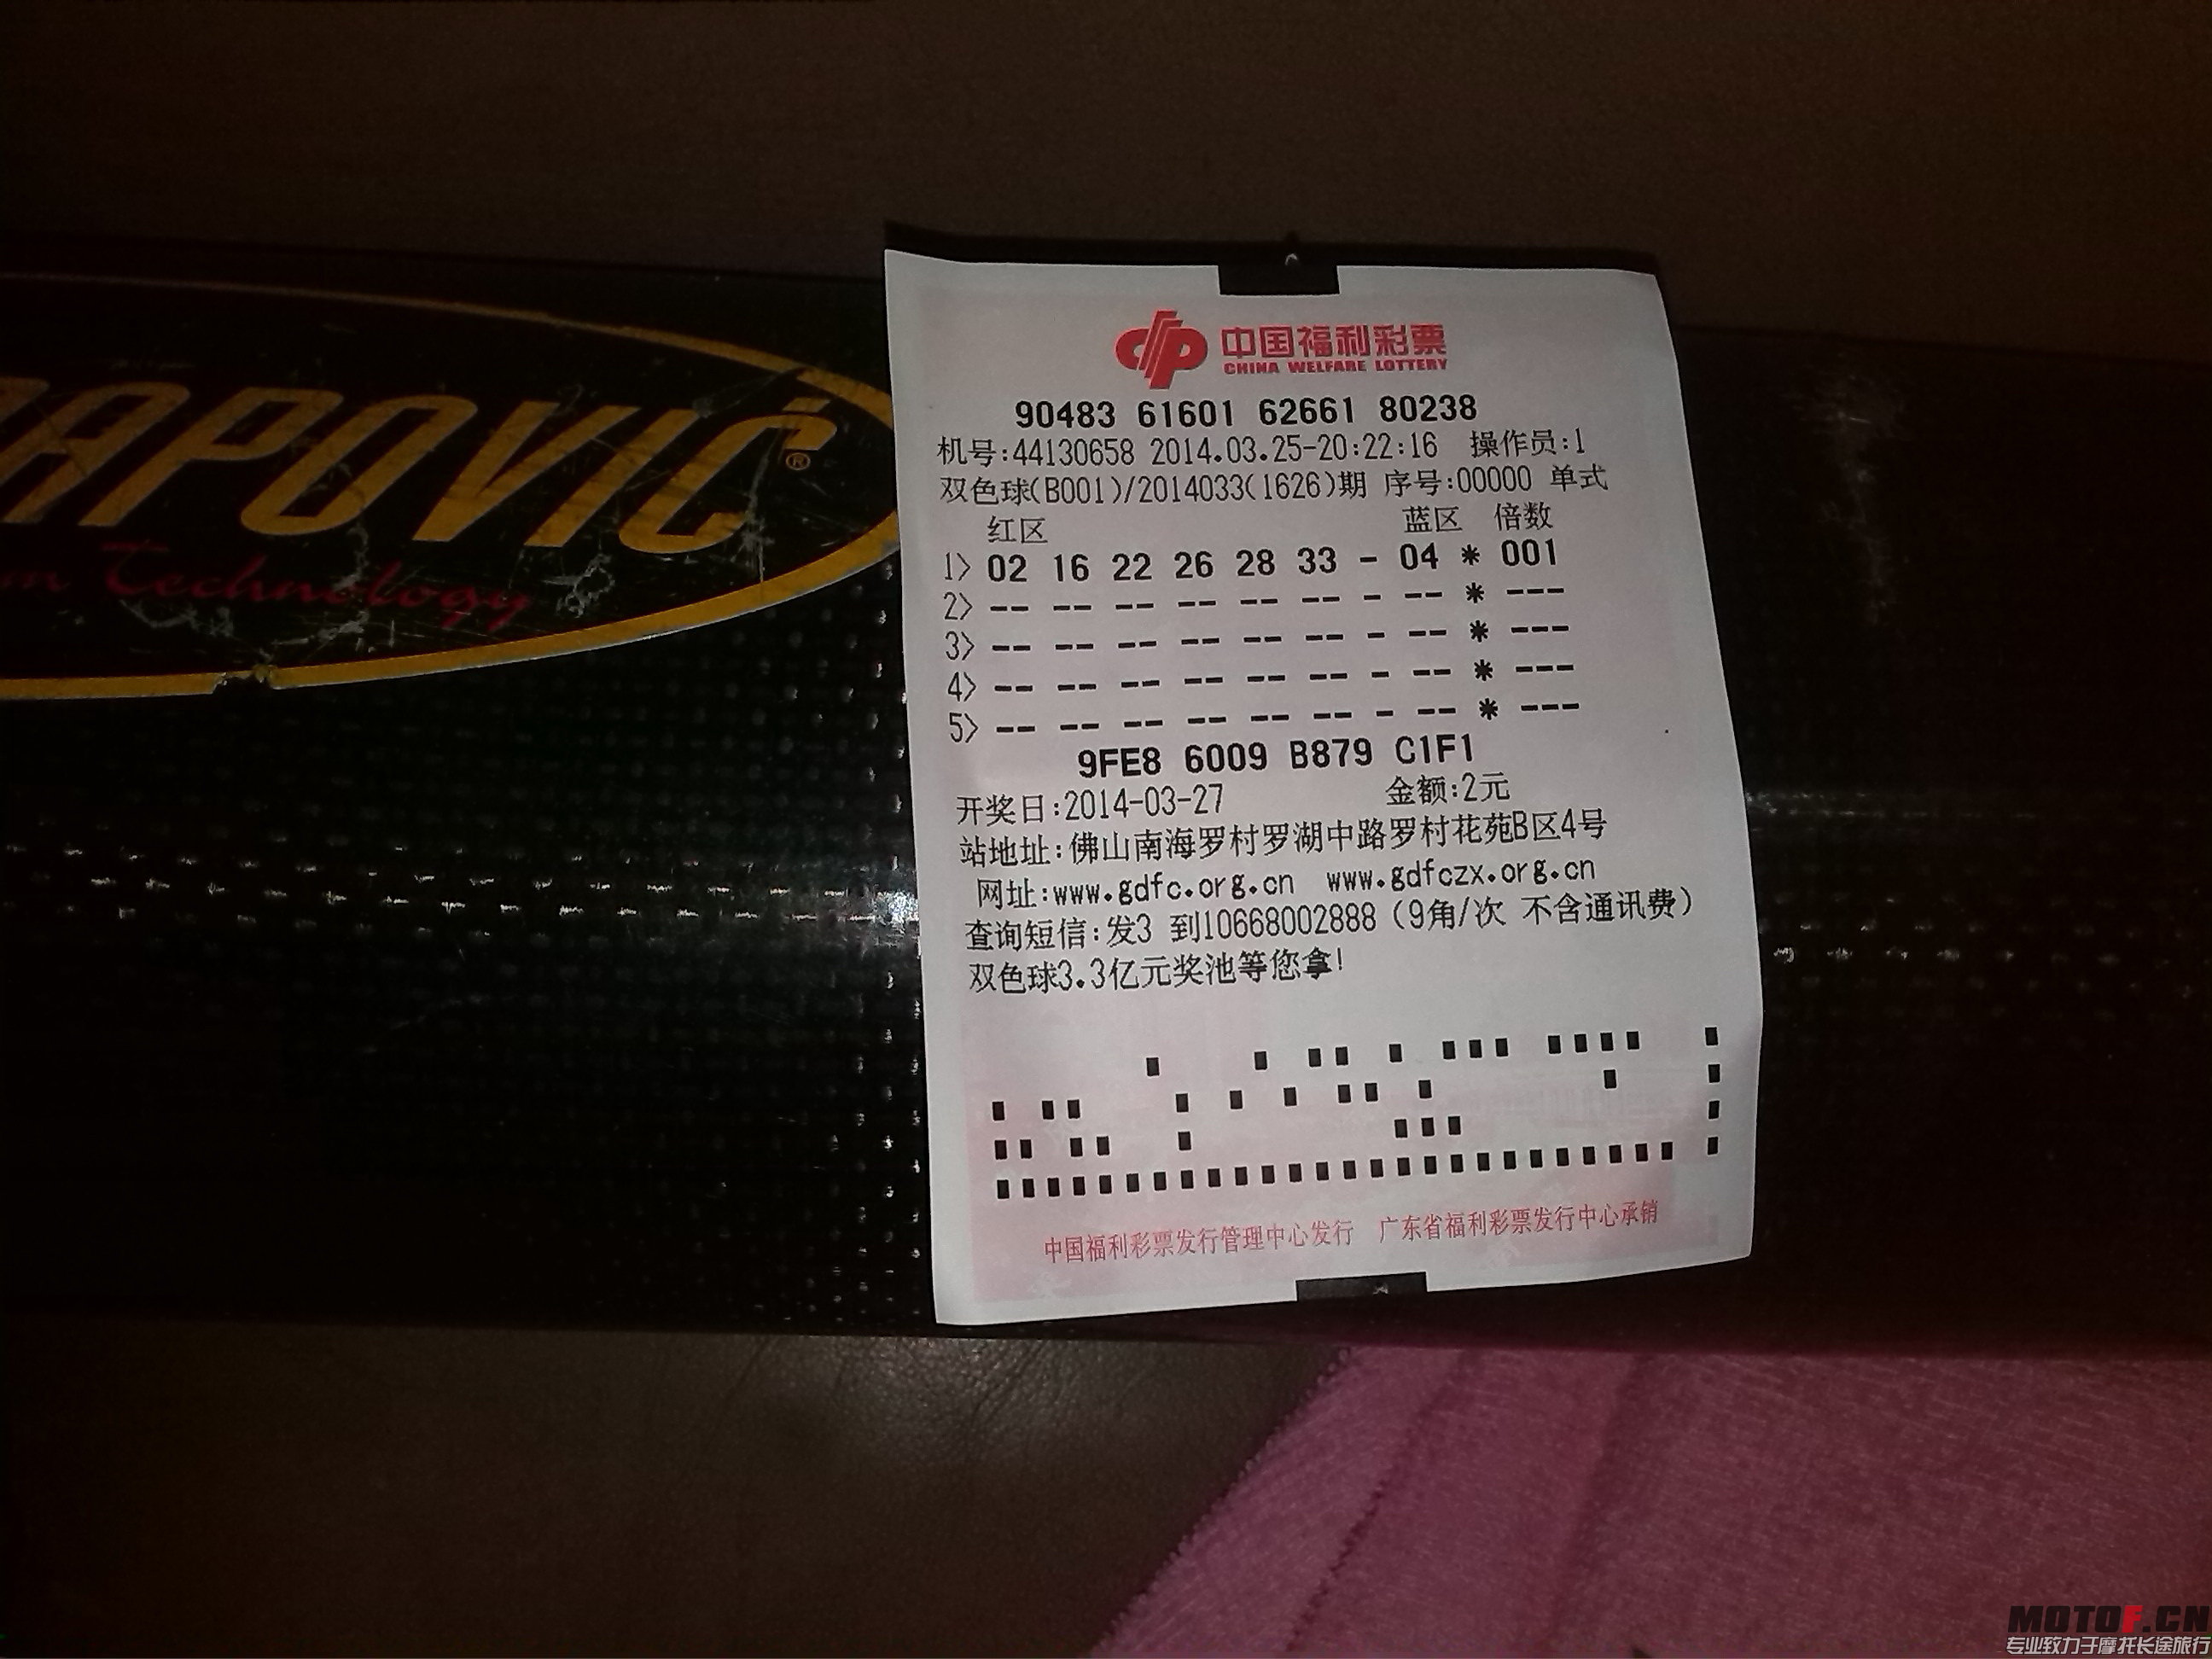 APOVIČ®
m Technology
中国福利彩票
CHINA WELFARE LOTTERY
90483 61601 62661 80238
机号:44130658 2014.03.25-20:22:16 操作员:1
双色球(B001)/2014033(1626)期 序号:00000 单式
红区 蓝区 倍数
1> 02 16 22 26 28 33 - 04 * 001
2> -- -- -- -- -- -- - -- * ---
3> -- -- -- -- -- -- - -- * ---
4> -- -- -- -- -- -- - -- * ---
5> -- -- -- -- -- -- - -- * ---
9FE8 6009 B879 C1F1
开奖日:2014-03-27 金额:2元
站地址:佛山南海罗村罗湖中路罗村花苑B区4号
网址:www.gdfc.org.cn www.gdfczx.org.cn
查询短信:发3 到10668002888（9角/次 不含通讯费）
双色球3.3亿元奖池等您拿!
中国福利彩票发行管理中心发行 广东省福利彩票发行中心承销
MOTOF.CN
专业致力于摩托长途旅行